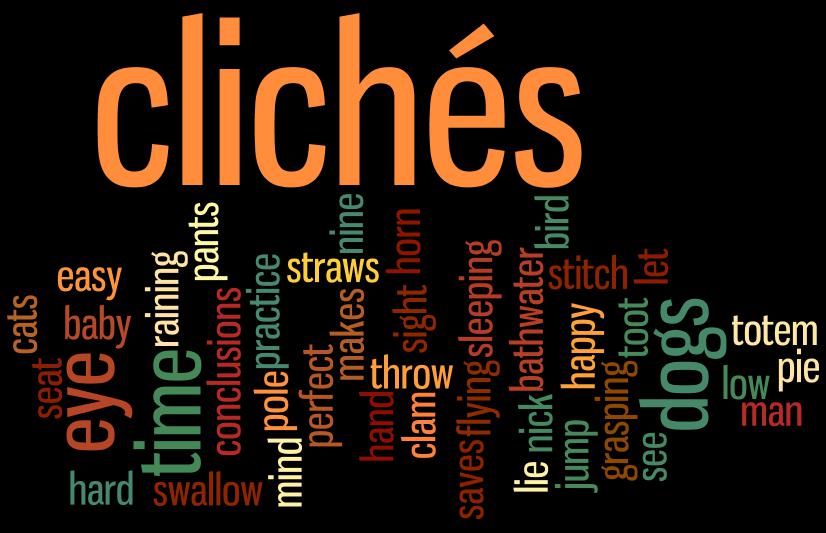 clichés
nine
bird
pants
horn
raining
practice
straws
sleeping
bathwater
stitch
let
easy
cats
baby
conclusions
makes
sight
happy
toot
dogs
totem
seat
eye
time
pole
perfect
throw
hand
clam
flying
saves
nick
grasping
low
pie
man
hard
swallow
mind
lie
jump
see